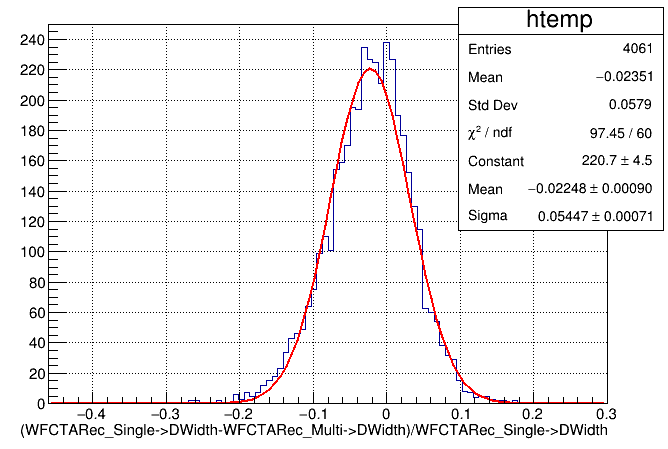 htemp
Entries 4061
Mean −0.02351
Std Dev 0.0579
χ² / ndf 97.45 / 60
Constant 220.7 ± 4.5
Mean −0.02248 ± 0.00090
Sigma 0.05447 ± 0.00071
240
220
200
180
160
140
120
100
80
60
40
20
0
−0.4 −0.3 −0.2 −0.1 0 0.1 0.2 0.3
(WFCTARec_Single->DWidth-WFCTARec_Multi->DWidth)/WFCTARec_Single->DWidth